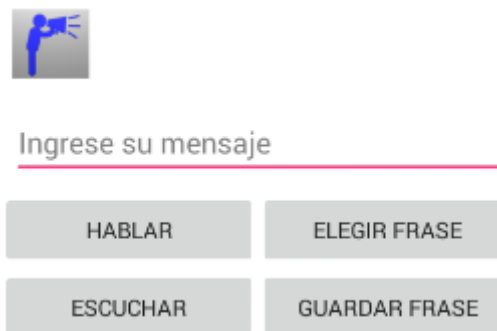 Ingrese su mensaje
HABLAR ELEGIR FRASE
ESCUCHAR GUARDAR FRASE